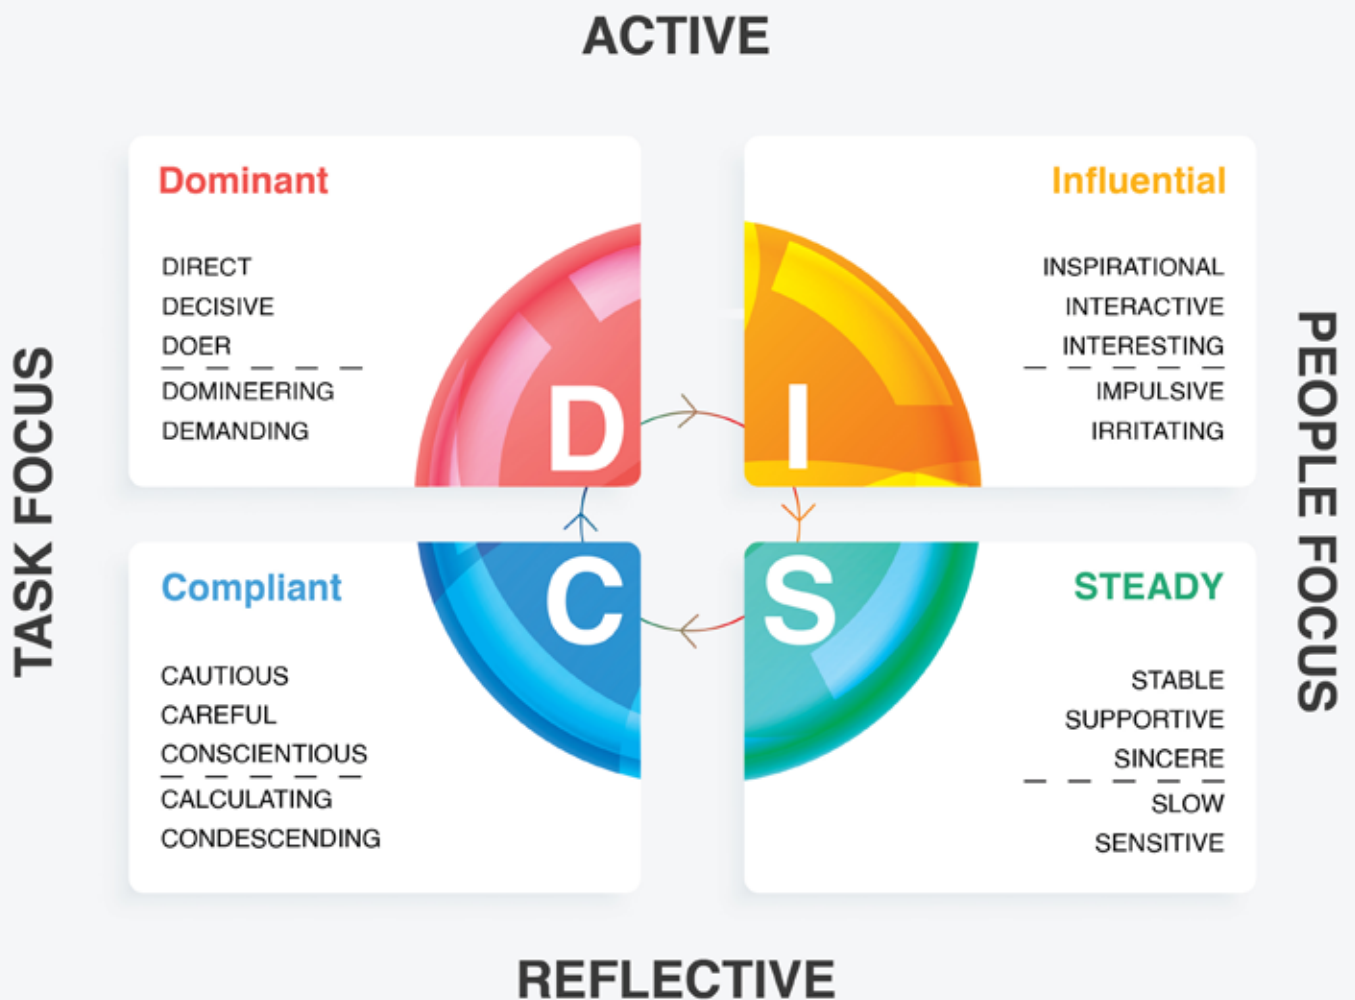 ACTIVE
Dominant
DIRECT
DECISIVE
DOER
DOMINEERING
DEMANDING
D
Influential
INSPIRATIONAL
INTERACTIVE
INTERESTING
IMPULSIVE
IRRITATING
I
TASK FOCUS
PEOPLE FOCUS
Compliant
CAUTIOUS
CAREFUL
CONSCIENTIOUS
CALCULATING
CONDESCENDING
C
STEADY
STABLE
SUPPORTIVE
SINCERE
SLOW
SENSITIVE
S
REFLECTIVE